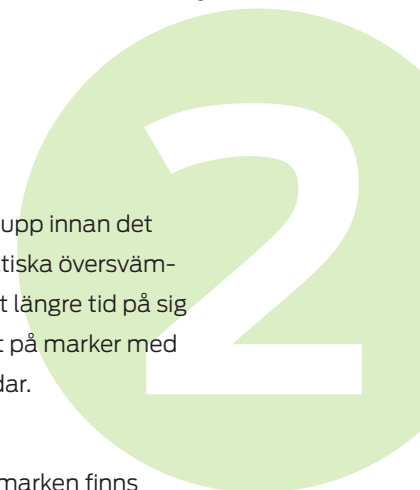 2
upp innan det
tiska översväm-
t längre tid på sig
t på marker med
dar.
marken finns